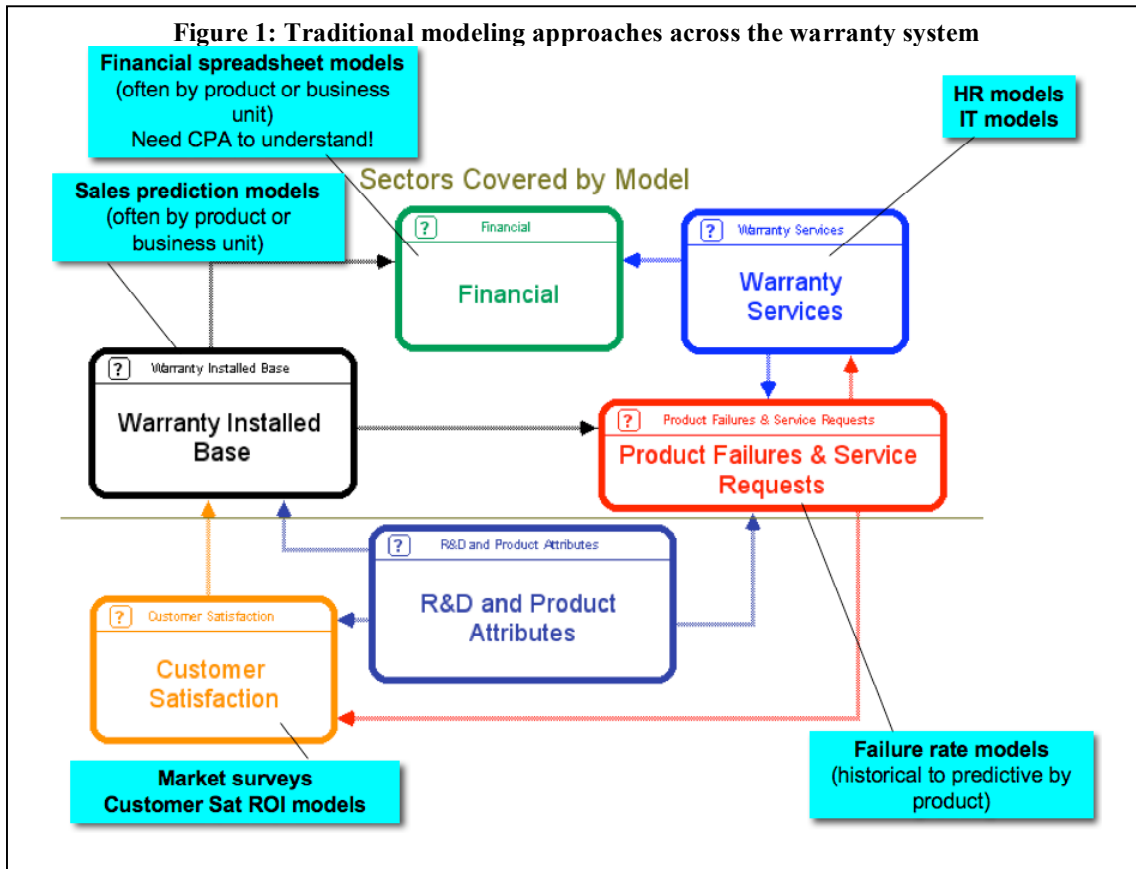 Figure 1: Traditional modeling approaches across the warranty system
Financial spreadsheet models
(often by product or business
unit)
Need CPA to understand!
HR models
IT models
Sales prediction models
(often by product or
business unit)
Sectors Covered by Model
? Financial
Financial
? Warranty Services
Warranty
Services
? Warranty Installed Base
Warranty Installed
Base
? Product Failures & Service Requests
Product Failures & Service
Requests
? R&D and Product Attributes
R&D and Product
Attributes
? Customer Satisfaction
Customer
Satisfaction
Market surveys
Customer Sat ROI models
Failure rate models
(historical to predictive by
product)